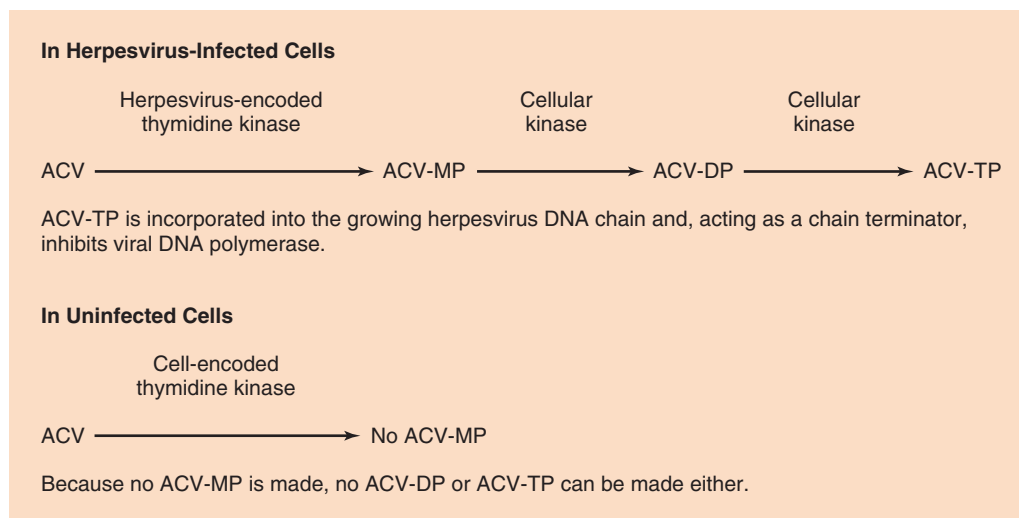 In Herpesvirus-Infected Cells
Herpesvirus-encoded
thymidine kinase
Cellular
kinase
Cellular
kinase
ACV ACV-MP ACV-DP ACV-TP
ACV-TP is incorporated into the growing herpesvirus DNA chain and, acting as a chain terminator,
inhibits viral DNA polymerase.
In Uninfected Cells
Cell-encoded
thymidine kinase
ACV No ACV-MP
Because no ACV-MP is made, no ACV-DP or ACV-TP can be made either.